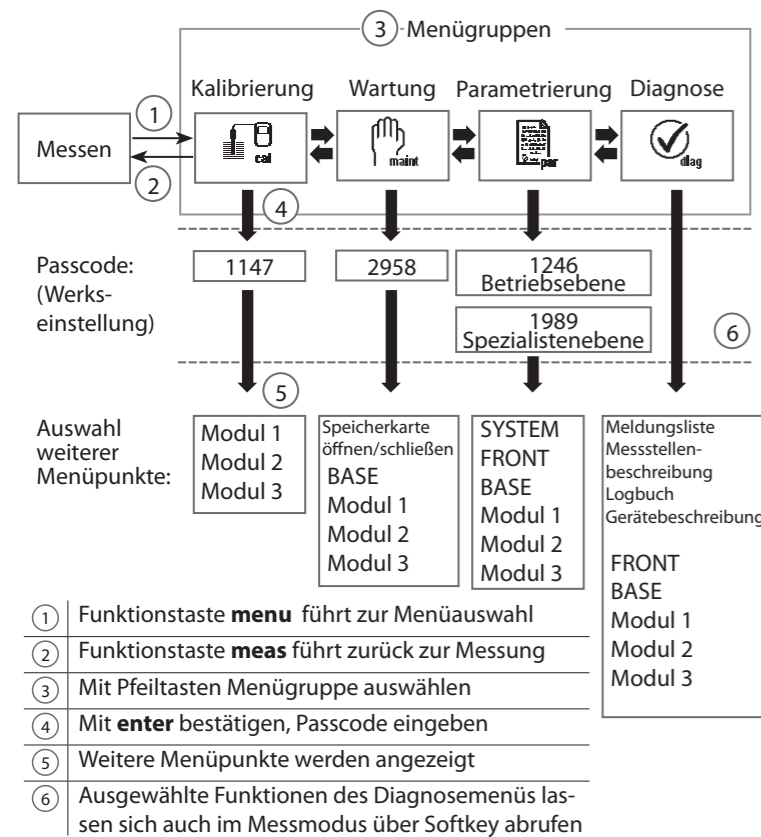 3 Menügruppen
Kalibrierung Wartung Parametrierung Diagnose
1
Messen
cal maint par diag
2
4
Passcode:
(Werks-
einstellung)
1147
2958
1246
Betriebsebene
1989
Spezialistenebene
6
5
Auswahl
weiterer
Menüpunkte:
Modul 1
Modul 2
Modul 3
Speicherkarte
öffnen/schließen
BASE
Modul 1
Modul 2
Modul 3
SYSTEM
FRONT
BASE
Modul 1
Modul 2
Modul 3
Meldungsliste
Messstellen-
beschreibung
Logbuch
Gerätebeschreibung
FRONT
BASE
Modul 1
Modul 2
Modul 3
1 Funktionstaste menu führt zur Menüauswahl
2 Funktionstaste meas führt zurück zur Messung
3 Mit Pfeiltasten Menügruppe auswählen
4 Mit enter bestätigen, Passcode eingeben
5 Weitere Menüpunkte werden angezeigt
6 Ausgewählte Funktionen des Diagnosemenüs las-
sen sich auch im Messmodus über Softkey abrufen